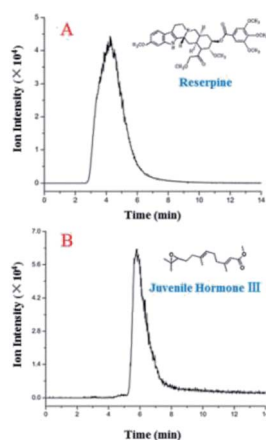 A
Reserpine
Ion Intensity (×10⁴)
5
4
3
2
1
0
0 2 4 6 8 10 12 14
Time (min)
B
Juvenile Hormone III
Ion Intensity (×10⁴)
7.0
5.6
4.2
2.8
1.4
0.0
0 2 4 6 8 10 12 14
Time (min)